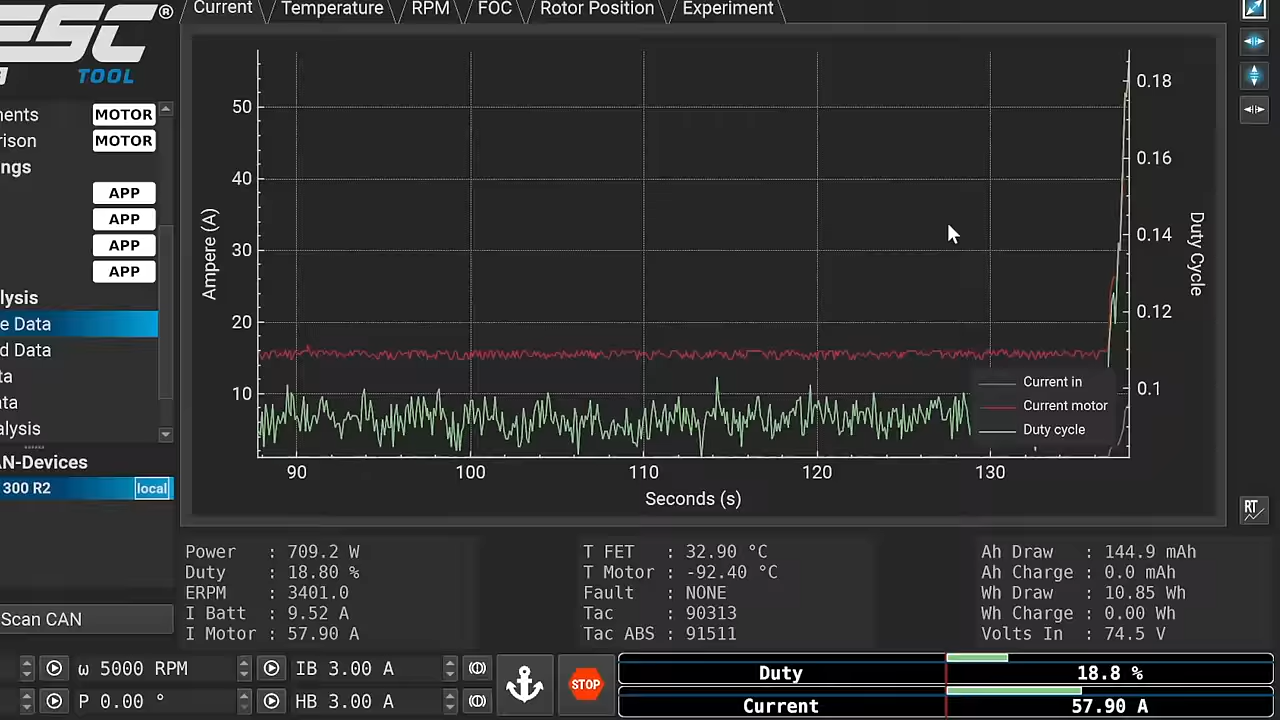 Current Temperature RPM FOC Rotor Position Experiment
ESC ®
TOOL
ents MOTOR
rison MOTOR
ngs
APP
APP
APP
APP
lysis
e Data
d Data
ta
ata
alysis
N-Devices
300 R2 local
Scan CAN
50
40
30
20
10
Ampere (A)
0.18
0.16
0.14
0.12
0.1
Duty Cycle
Current in
Current motor
Duty cycle
90 100 110 120 130
Seconds (s)
RT
Power : 709.2 W
Duty : 18.80 %
ERPM : 3401.0
I Batt : 9.52 A
I Motor : 57.90 A
T FET : 32.90 °C
T Motor : -92.40 °C
Fault : NONE
Tac : 90313
Tac ABS : 91511
Ah Draw : 144.9 mAh
Ah Charge : 0.0 mAh
Wh Draw : 10.85 Wh
Wh Charge : 0.00 Wh
Volts In : 74.5 V
ω 5000 RPM IB 3.00 A
P 0.00 ° HB 3.00 A
STOP
Duty 18.8 %
Current 57.90 A